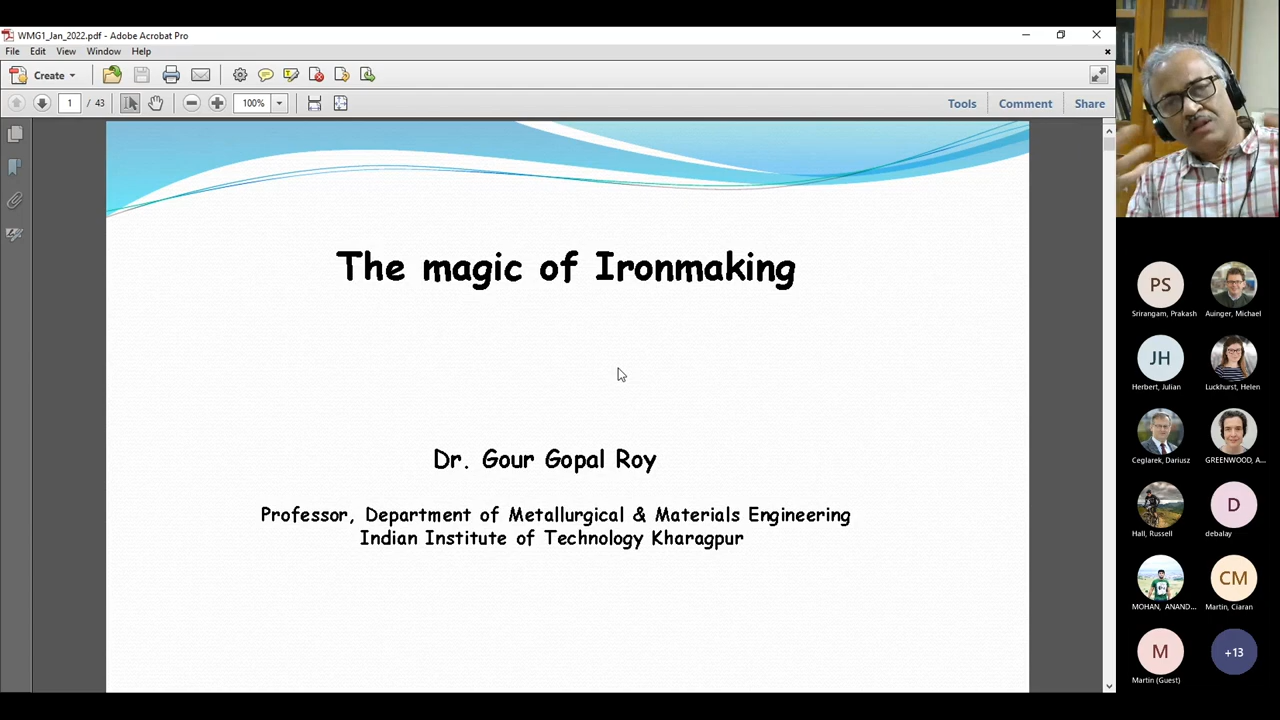 WMG1_Jan_2022.pdf - Adobe Acrobat Pro
File Edit View Window Help
Create
1 / 43
100%
Tools Comment Share
The magic of Ironmaking
Dr. Gour Gopal Roy
Professor, Department of Metallurgical & Materials Engineering
Indian Institute of Technology Kharagpur
PS
Srirangam, Prakash Auinger, Michael
JH
Herbert, Julian Luckhurst, Helen
Ceglarek, Dariusz GREENWOOD, A...
D
Hall, Russell debalay
CM
MOHAN, ANAND... Martin, Ciaran
M +13
Martin (Guest)